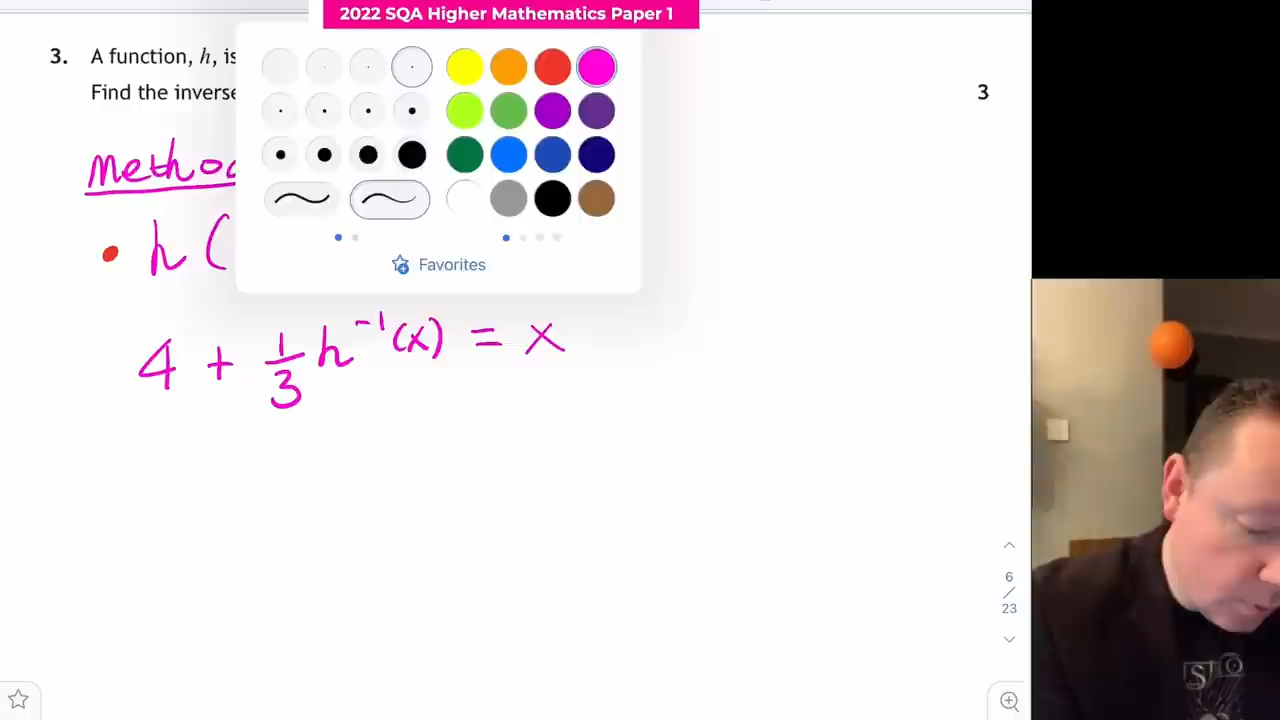 2022 SQA Higher Mathematics Paper 1
3. A function, h, is
Find the inverse 3
Method
• h (
Favorites
4 + 1/3 h⁻¹(x) = x
6
/
23
S O